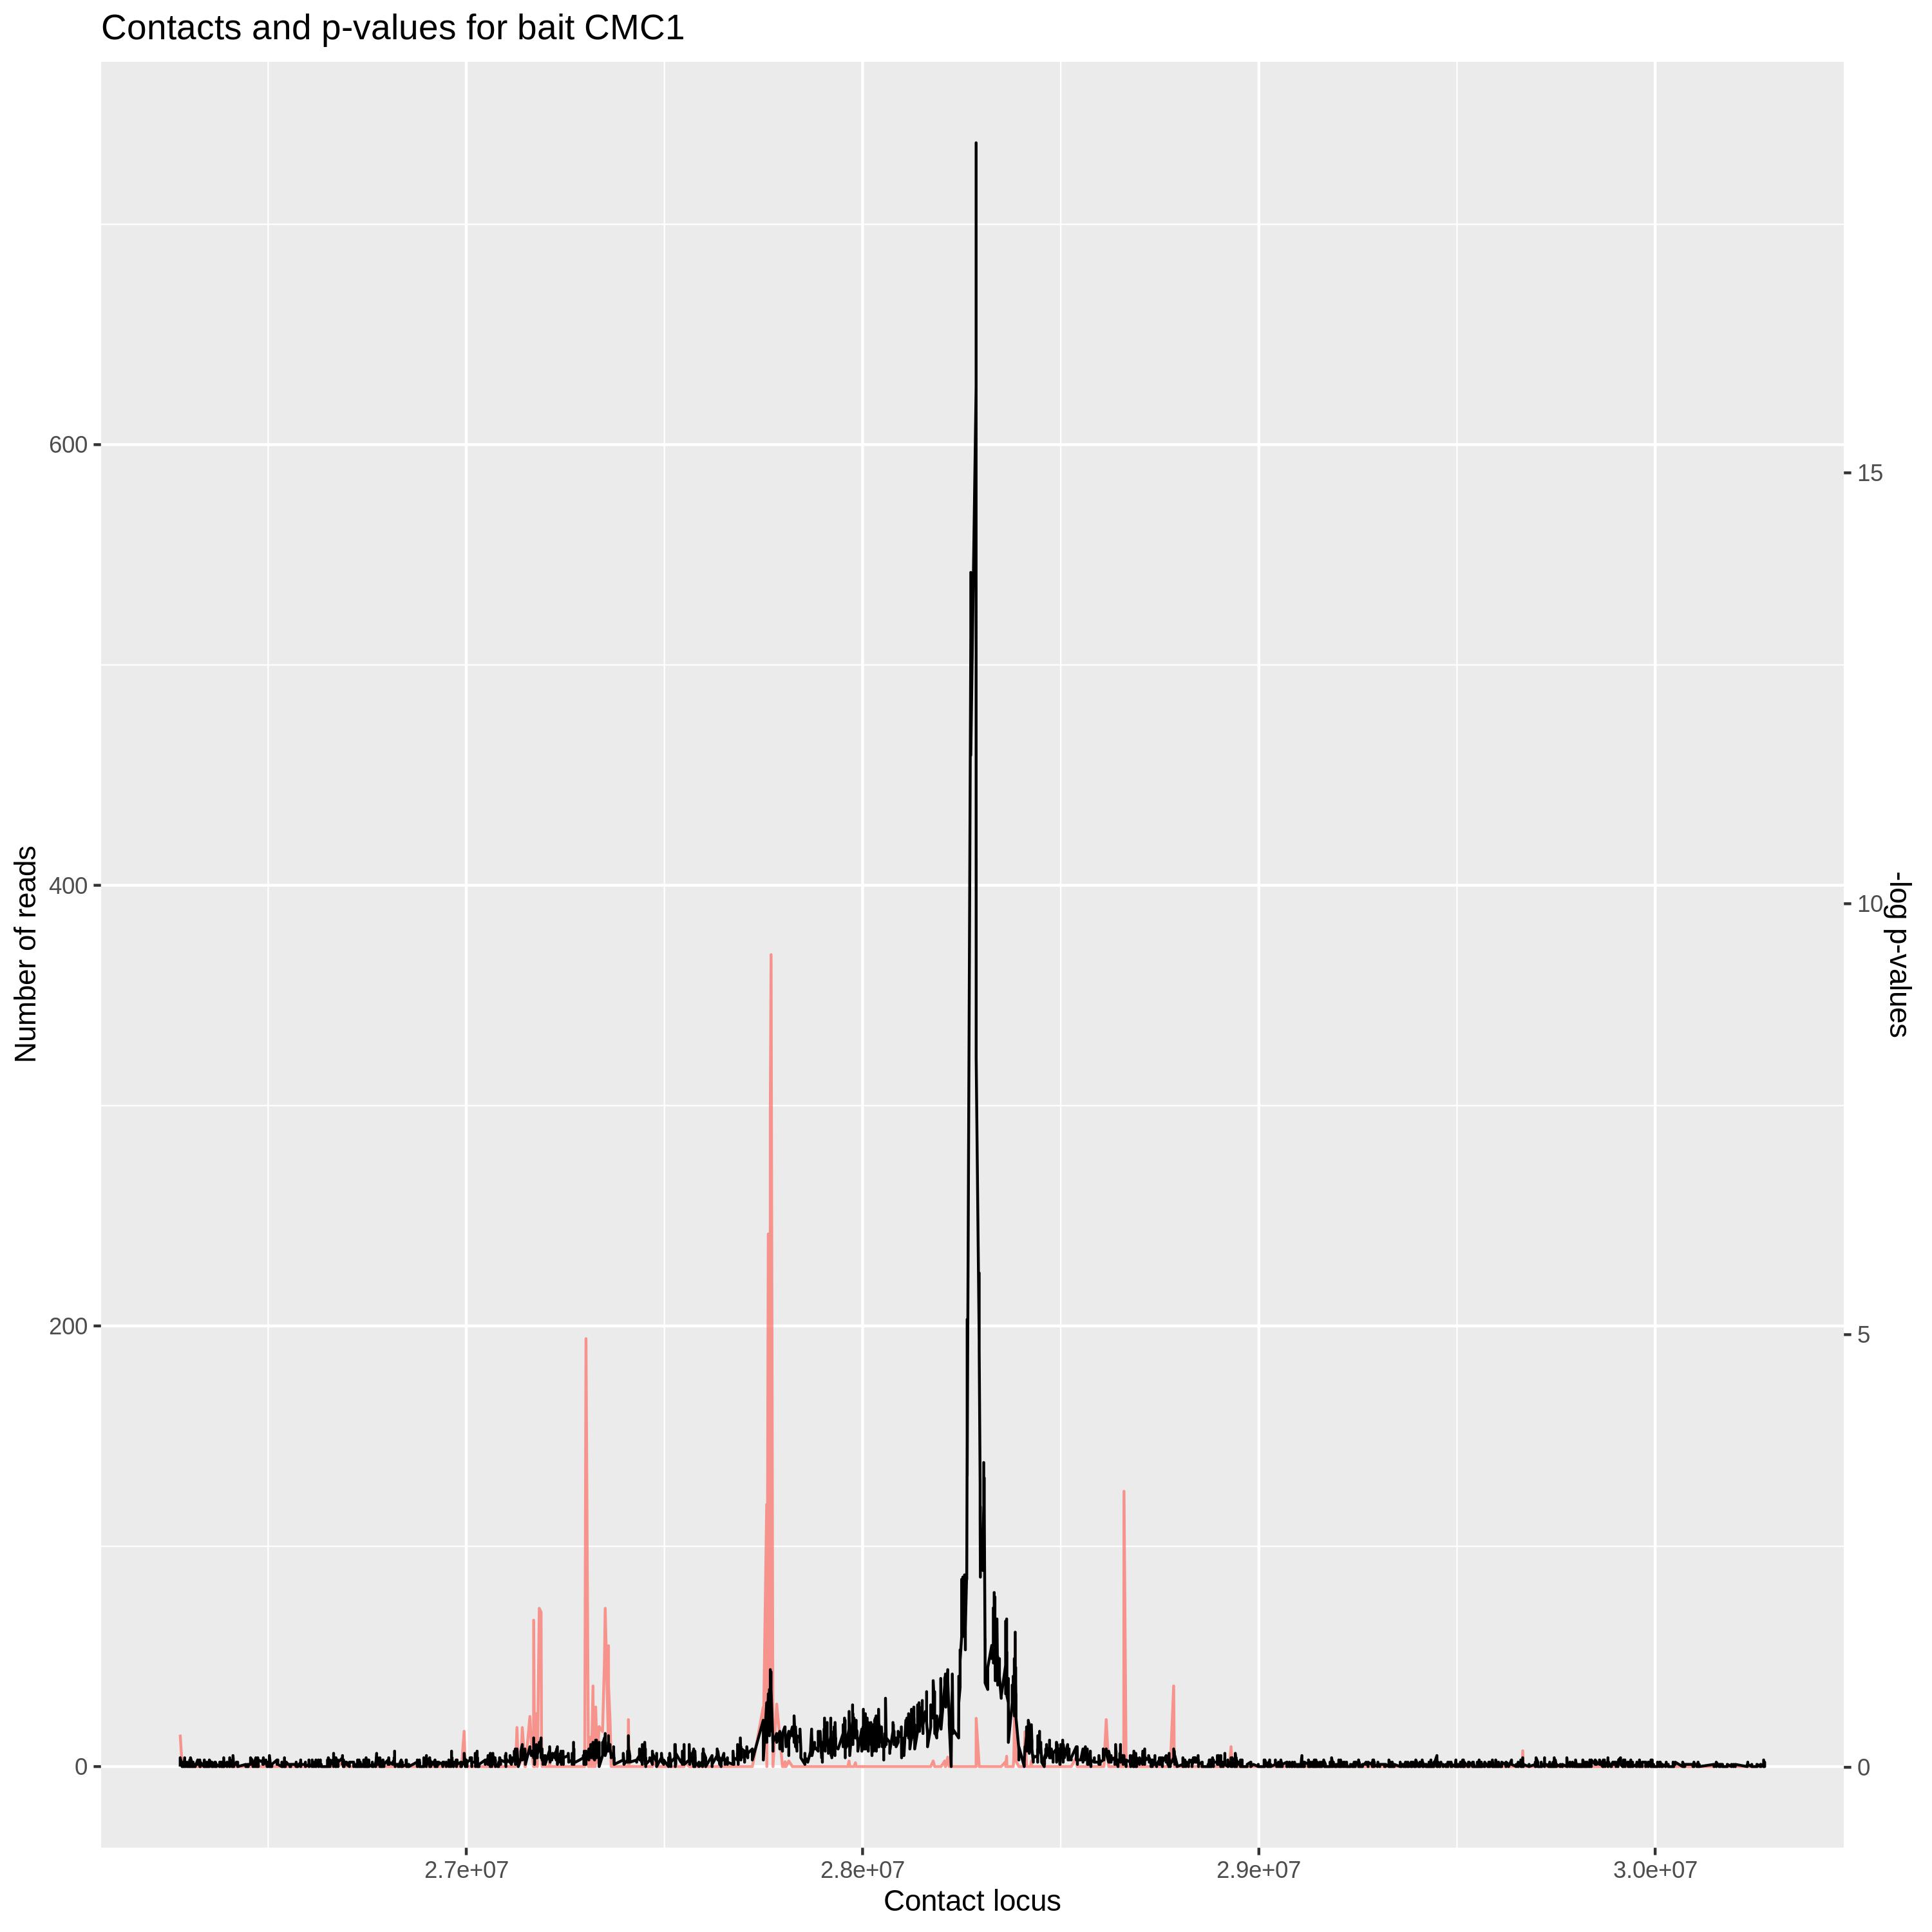 Contacts and p-values for bait CMC1
Number of reads
600
400
200
0
15
10
5
0
-log p-values
2.7e+07
2.8e+07
2.9e+07
3.0e+07
Contact locus